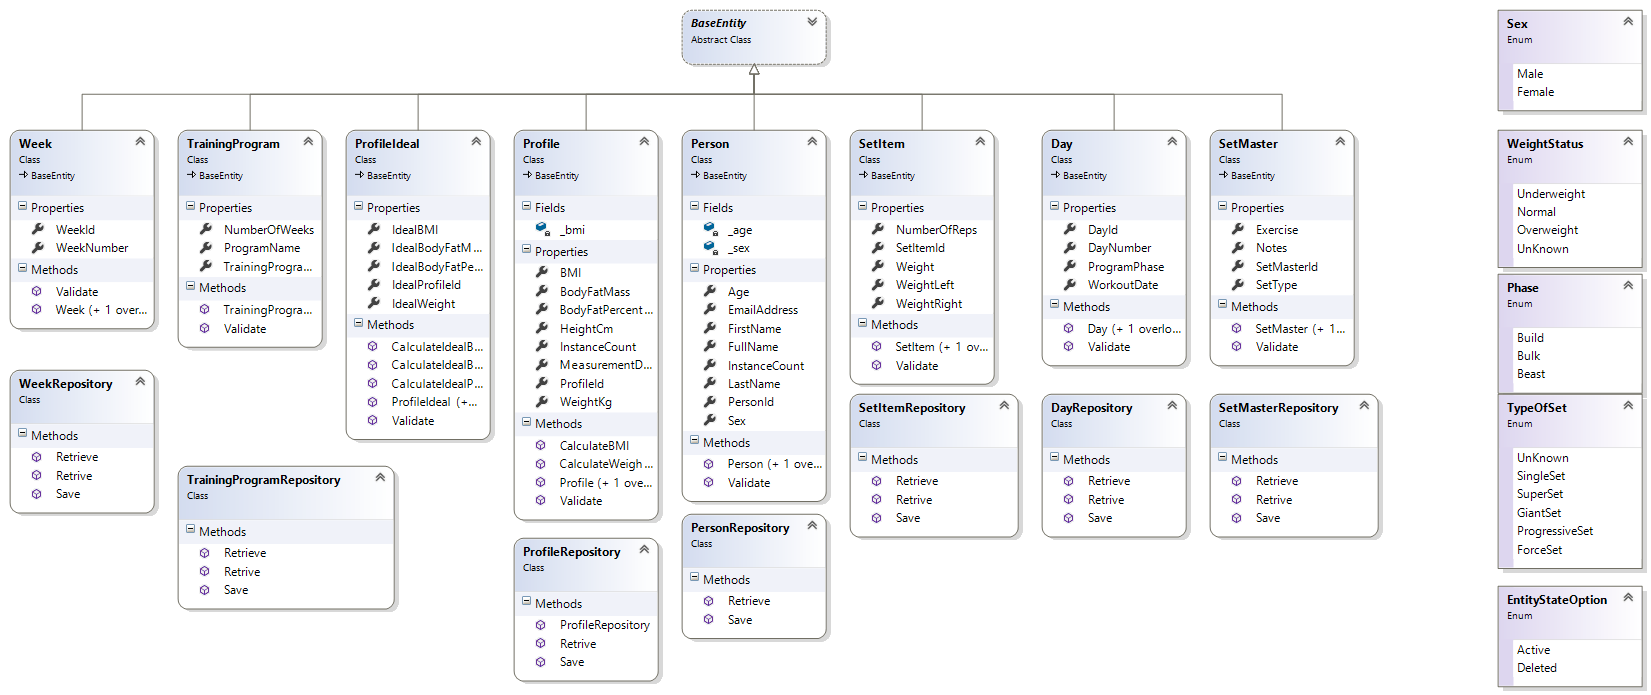 BaseEntity
Abstract Class
Week
Class
BaseEntity
Properties
WeekId
WeekNumber
Methods
Validate
Week (+ 1 over...
WeekRepository
Class
Methods
Retrieve
Retrive
Save
TrainingProgram
Class
BaseEntity
Properties
NumberOfWeeks
ProgramName
TrainingProgra...
Methods
TrainingProgra...
Validate
TrainingProgramRepository
Class
Methods
Retrieve
Retrive
Save
ProfileIdeal
Class
BaseEntity
Properties
IdealBMI
IdealBodyFatM...
IdealBodyFatPe...
IdealProfileId
IdealWeight
Methods
CalculateIdealB...
CalculateIdealB...
CalculateIdealP...
ProfileIdeal (+...
Validate
Profile
Class
BaseEntity
Fields
_bmi
Properties
BMI
BodyFatMass
BodyFatPercent...
HeightCm
InstanceCount
MeasurementD...
ProfileId
WeightKg
Methods
CalculateBMI
CalculateWeigh...
Profile (+ 1 ove...
Validate
ProfileRepository
Class
Methods
ProfileRepository
Retrive
Save
Person
Class
BaseEntity
Fields
_age
_sex
Properties
Age
EmailAddress
FirstName
FullName
InstanceCount
LastName
PersonId
Sex
Methods
Person (+ 1 ove...
Validate
PersonRepository
Class
Methods
Retrieve
Save
SetItem
Class
BaseEntity
Properties
NumberOfReps
SetItemId
Weight
WeightLeft
WeightRight
Methods
SetItem (+ 1 ov...
Validate
SetItemRepository
Class
Methods
Retrieve
Retrive
Save
Day
Class
BaseEntity
Properties
DayId
DayNumber
ProgramPhase
WorkoutDate
Methods
Day (+ 1 overlo...
Validate
DayRepository
Class
Methods
Retrieve
Retrive
Save
SetMaster
Class
BaseEntity
Properties
Exercise
Notes
SetMasterId
SetType
Methods
SetMaster (+ 1...
Validate
SetMasterRepository
Class
Methods
Retrieve
Retrive
Save
Sex
Enum
Male
Female
WeightStatus
Enum
Underweight
Normal
Overweight
UnKnown
Phase
Enum
Build
Bulk
Beast
TypeOfSet
Enum
UnKnown
SingleSet
SuperSet
GiantSet
ProgressiveSet
ForceSet
EntityStateOption
Enum
Active
Deleted